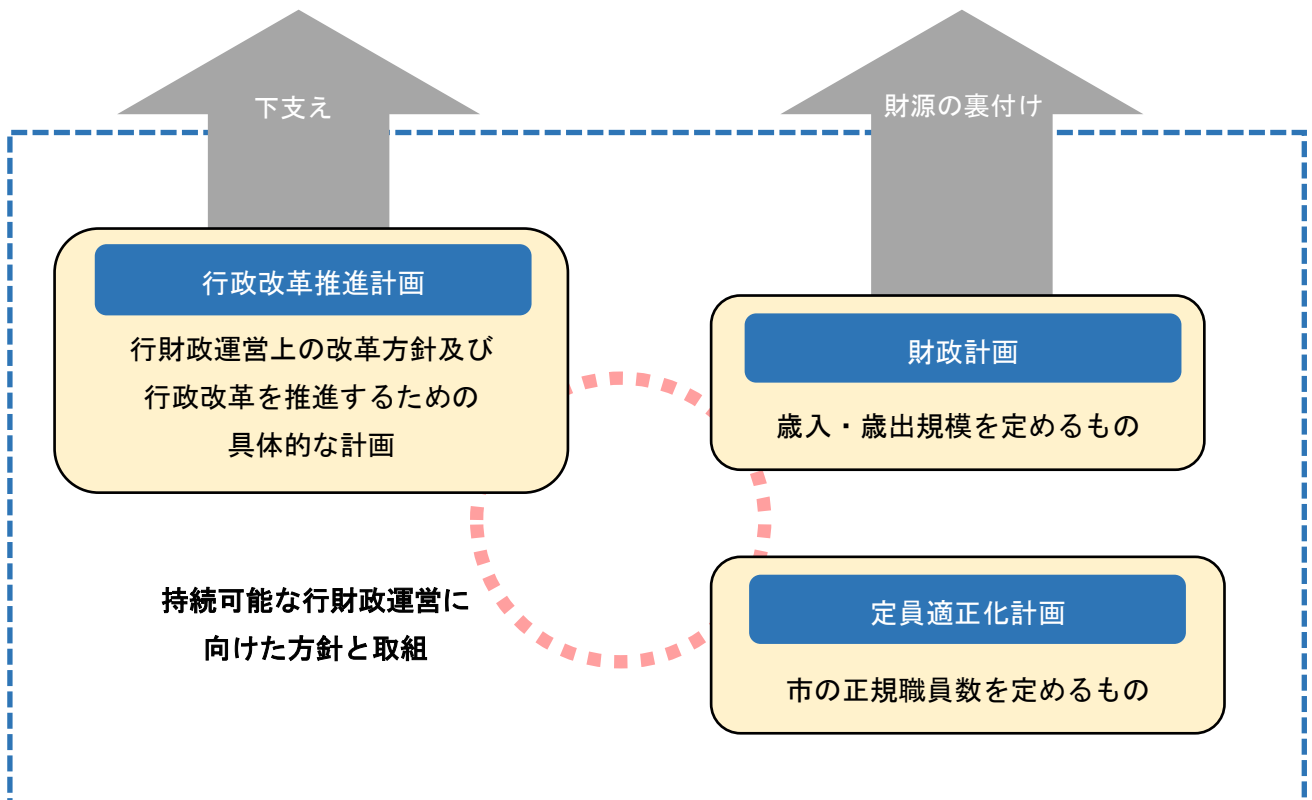 下支え
財源の裏付け
行政改革推進計画
行財政運営上の改革方針及び
行政改革を推進するための
具体的な計画
財政計画
歳入・歳出規模を定めるもの
持続可能な行財政運営に
向けた方針と取組
定員適正化計画
市の正規職員数を定めるもの